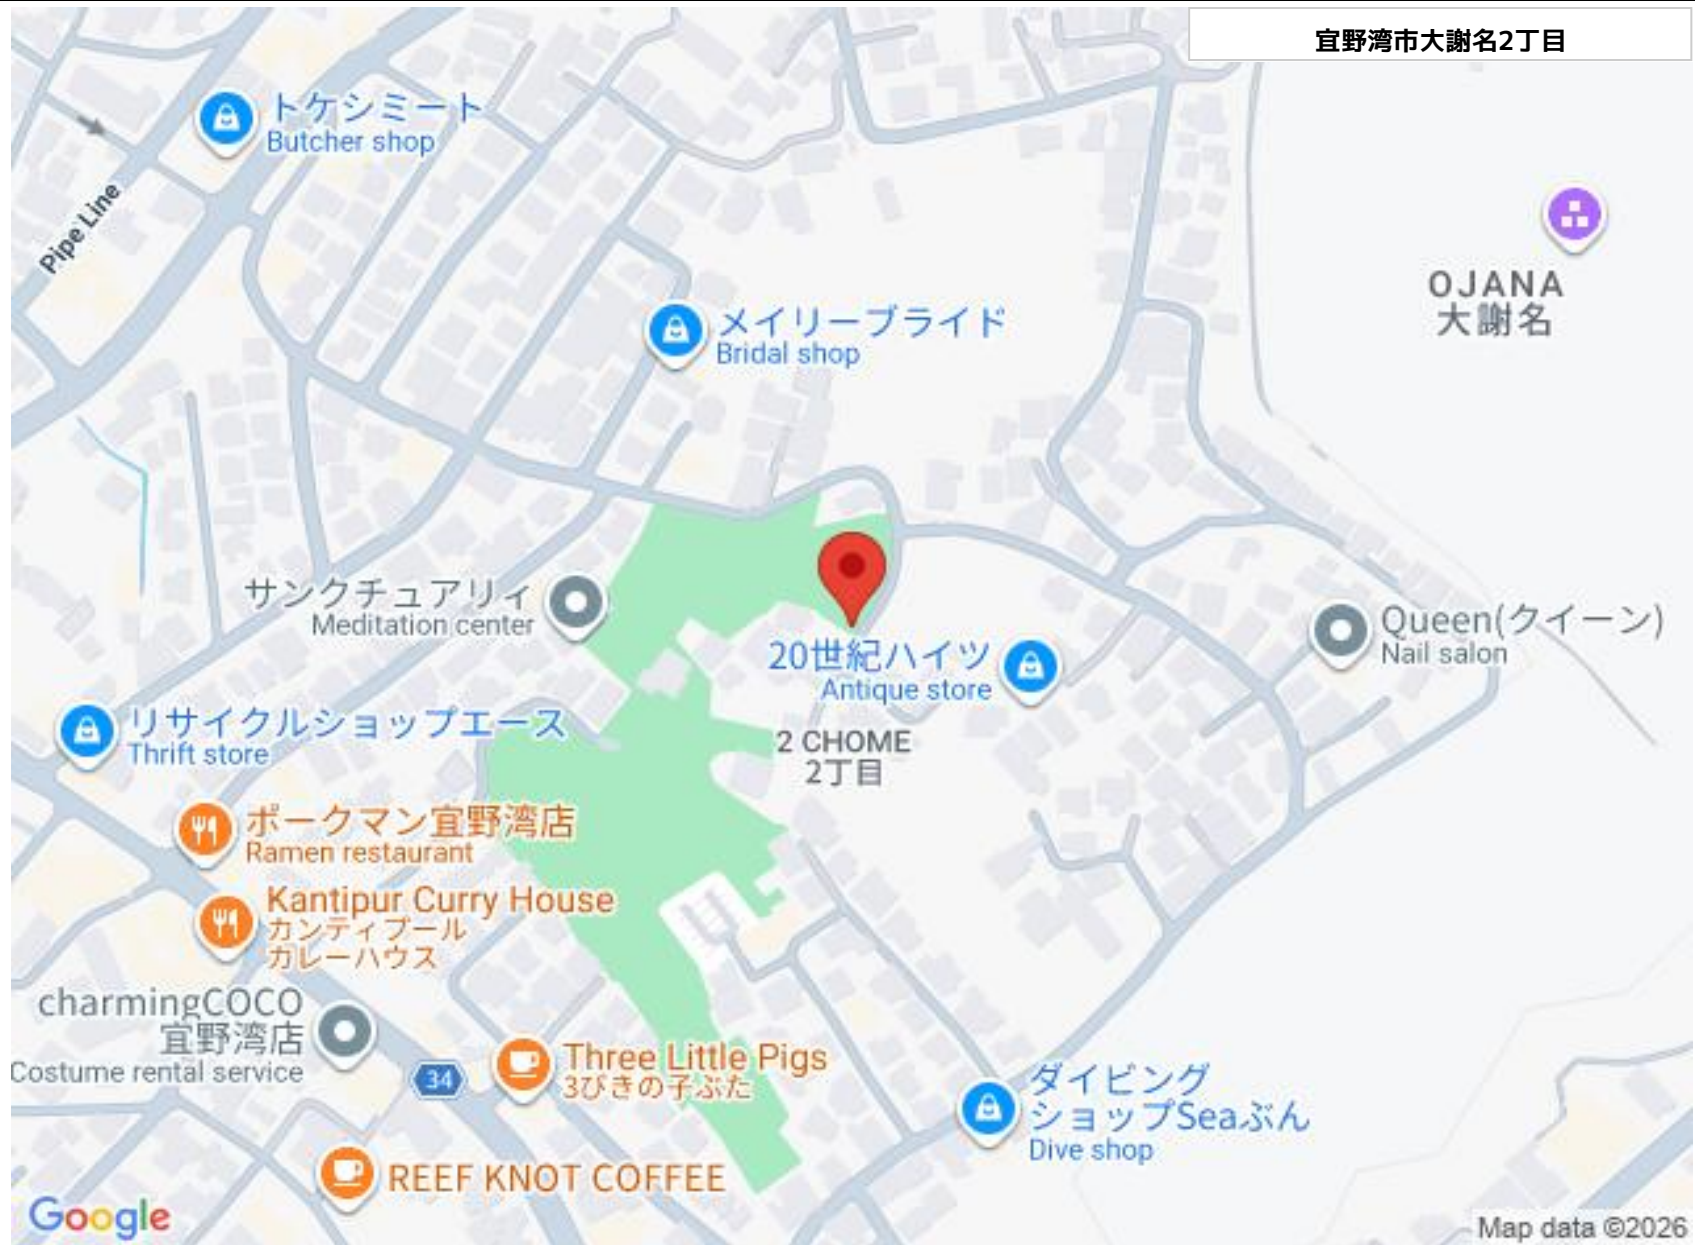 宜野湾市大謝名2丁目
トケシミート
Butcher shop
Pipe Line
OJANA
大謝名
メイリーブライド
Bridal shop
サンクチュアリィ
Meditation center
20世紀ハイツ
Antique store
Queen(クイーン)
Nail salon
リサイクルショップエース
Thrift store
2 CHOME
2丁目
ポークマン宜野湾店
Ramen restaurant
Kantipur Curry House
カンティプール
カレーハウス
charmingCOCO
宜野湾店
Costume rental service
34
Three Little Pigs
3びきの子ぶた
ダイビング
ショップSeaぶん
Dive shop
REEF KNOT COFFEE
Google
Map data ©2026